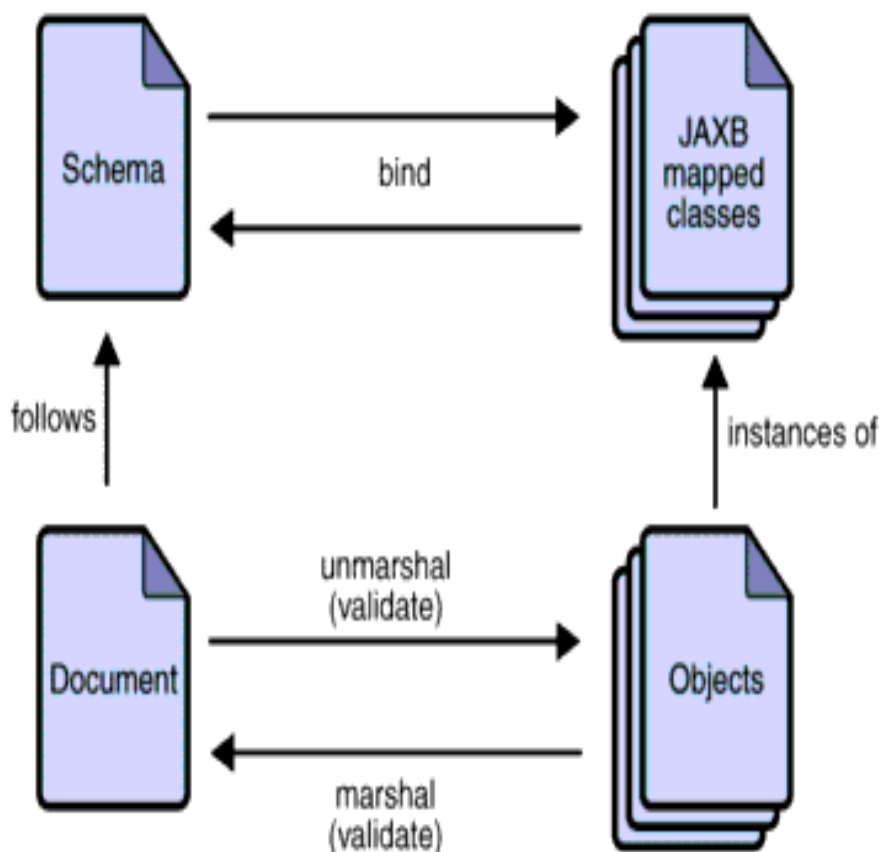 Schema
bind
JAXB
mapped
classes
follows
instances of
Document
unmarshal
(validate)
Objects
marshal
(validate)